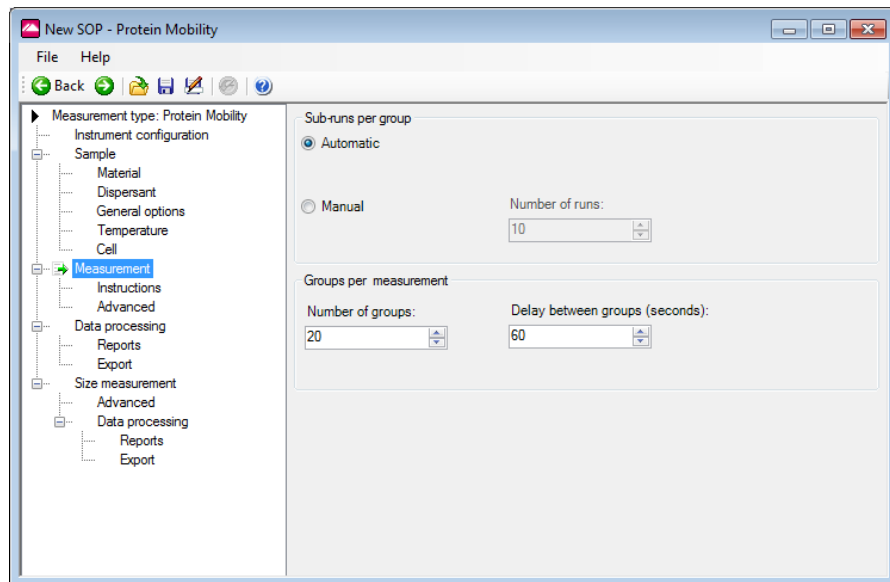 New SOP - Protein Mobility
File Help
Back
Measurement type: Protein Mobility
Instrument configuration
Sample
Material
Dispersant
General options
Temperature
Cell
Measurement
Instructions
Advanced
Data processing
Reports
Export
Size measurement
Advanced
Data processing
Reports
Export
Sub-runs per group
Automatic
Manual
Number of runs:
10
Groups per measurement
Number of groups:
20
Delay between groups (seconds):
60